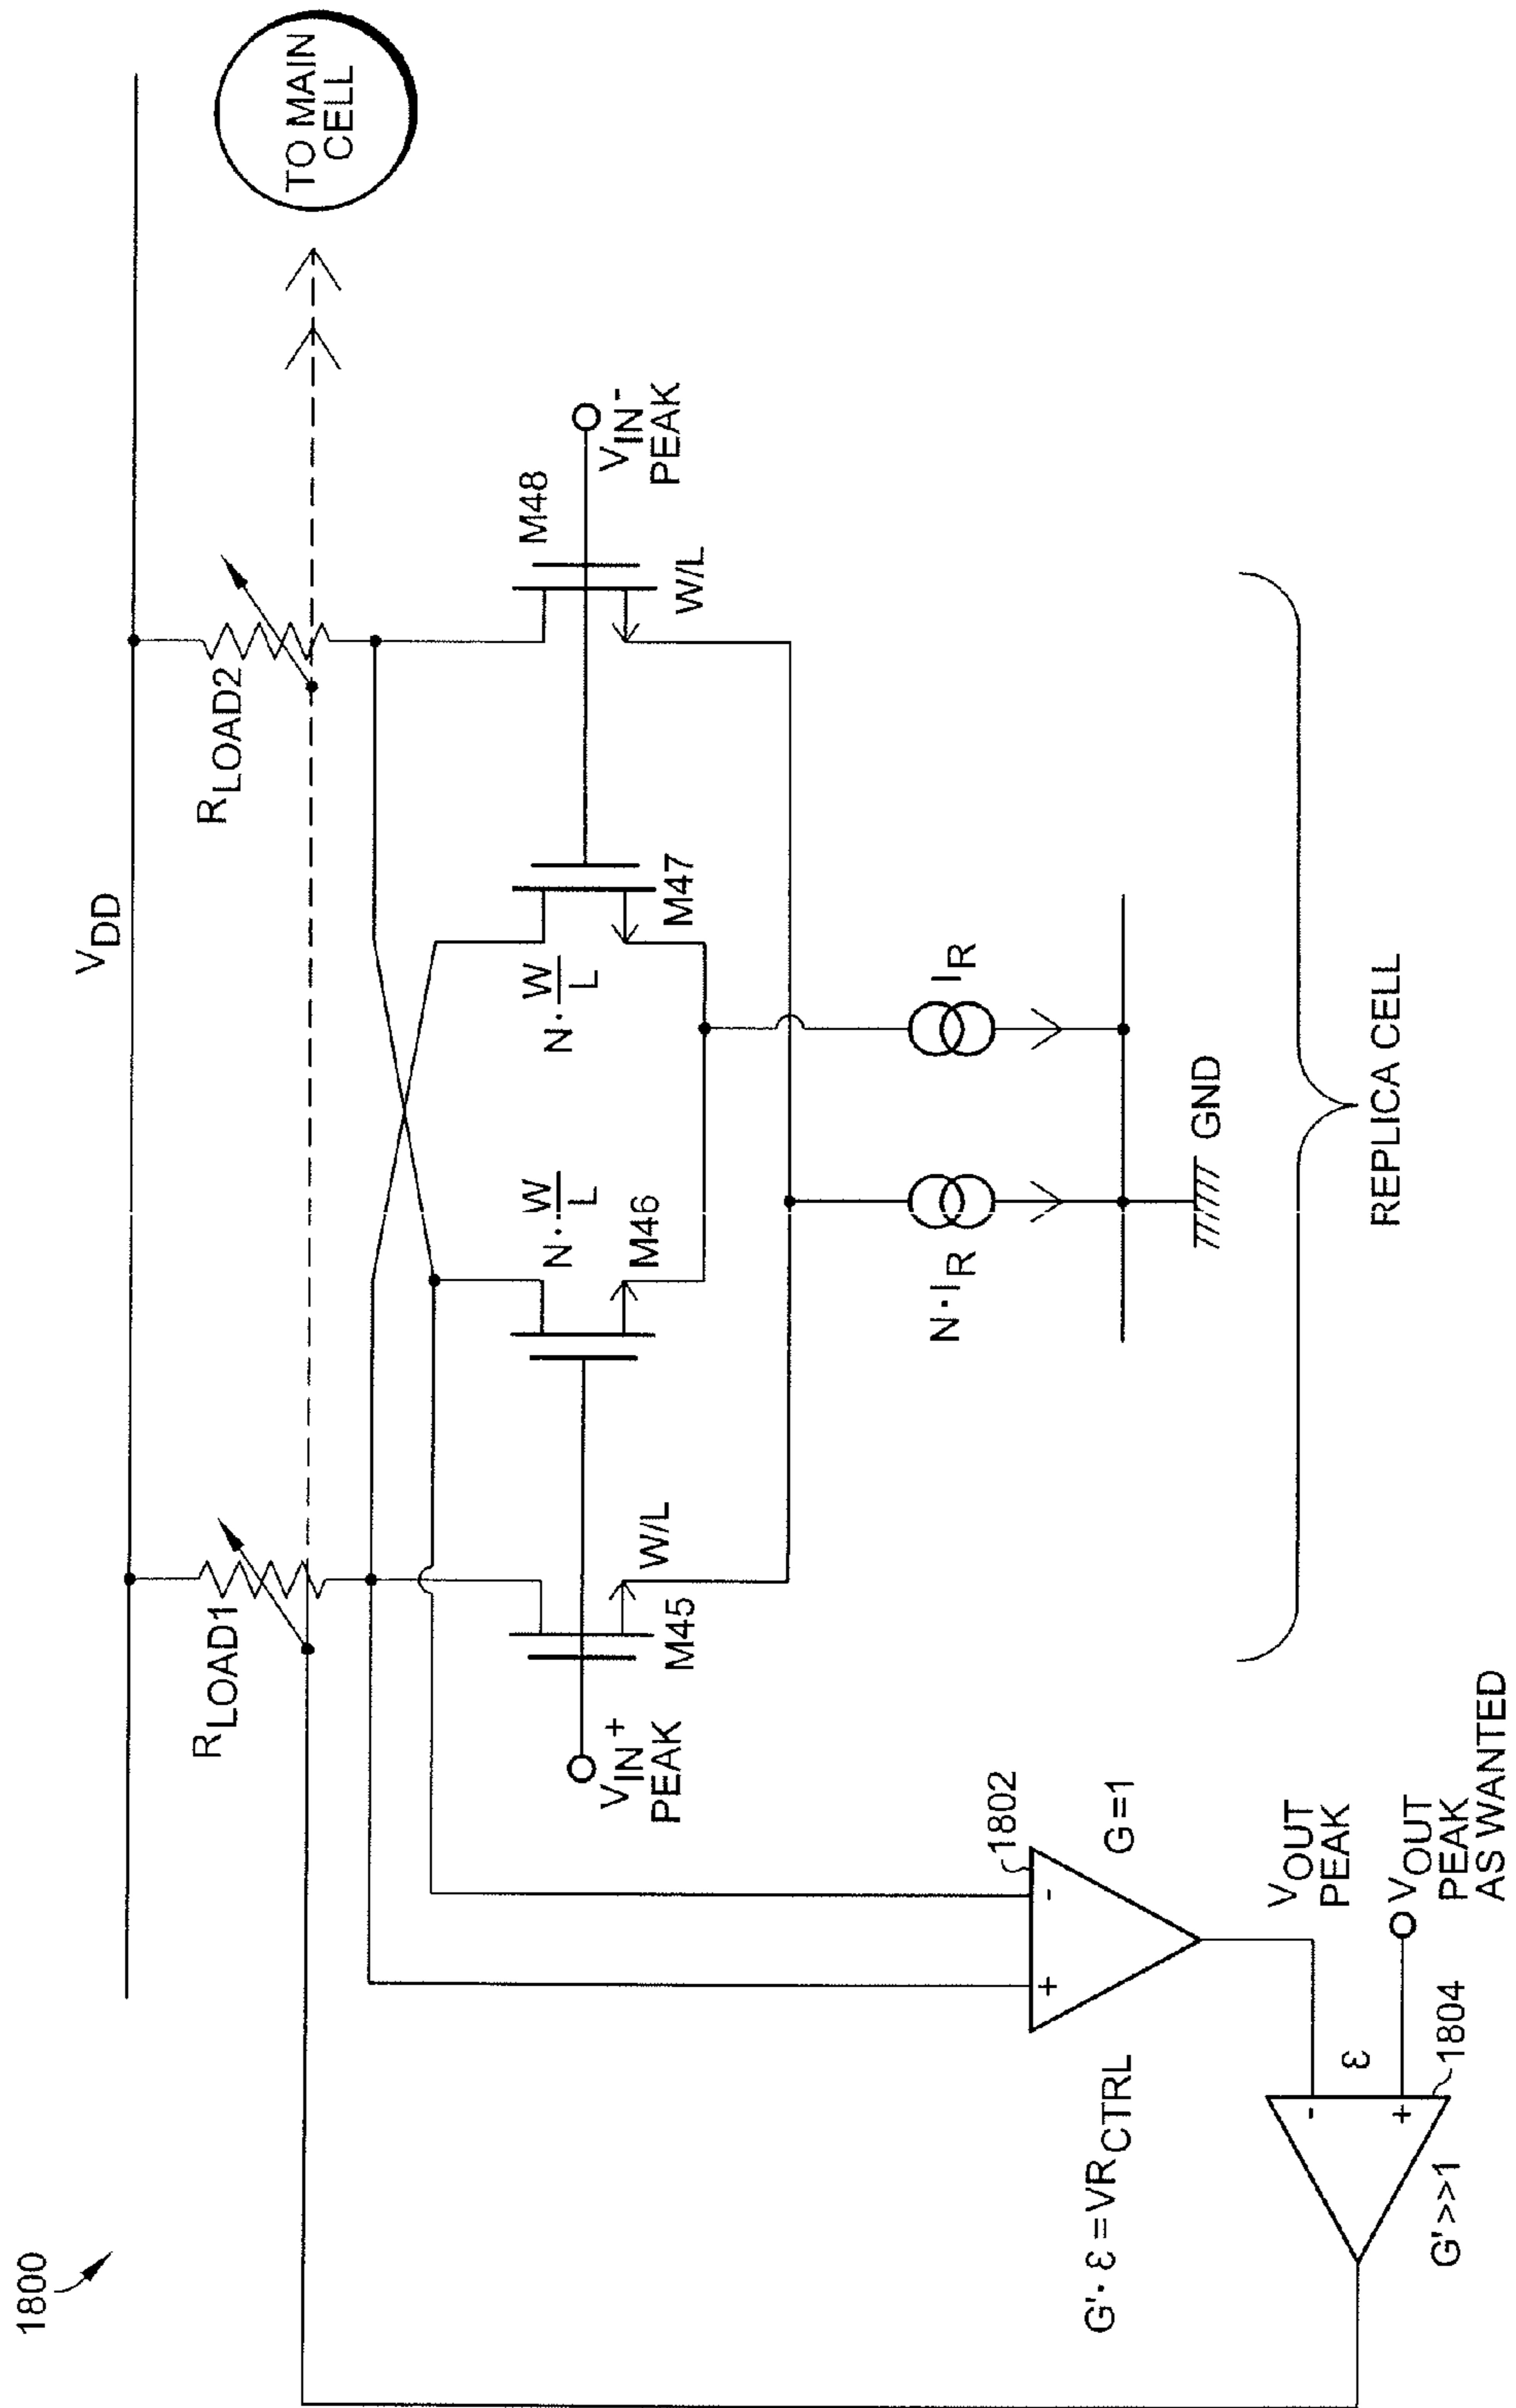 1800
V_DD
TO MAIN
CELL
R_LOAD1
R_LOAD2
V_IN^+
PEAK
M45
W/L
N·W/L
M46
N·W/L
M47
M48
W/L
V_IN^-
PEAK
N·I_R
I_R
GND
REPLICA CELL
1802
+
-
G=1
G'·ε=VR_CTRL
V_OUT
PEAK
-
+
ε
V_OUT
PEAK
AS WANTED
1804
G'>>1